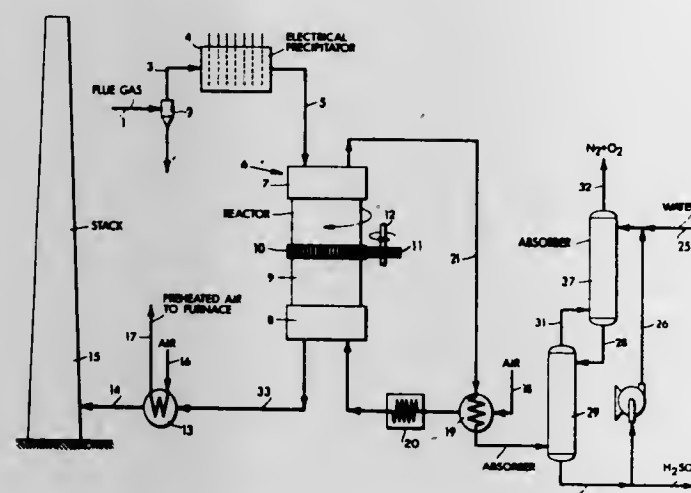 4
ELECTRICAL
PRECIPITATOR
3
FLUE GAS
1
2
5
6
7
REACTOR
12
10
11
9
8
STACK
21
N2+O2
32
WATER
25
ABSORBER
37
31
28
26
PREHEATED AIR
TO FURNACE
17
AIR
16
15
14
13
33
AIR
18
20
19
29
ABSORBER
H2SO